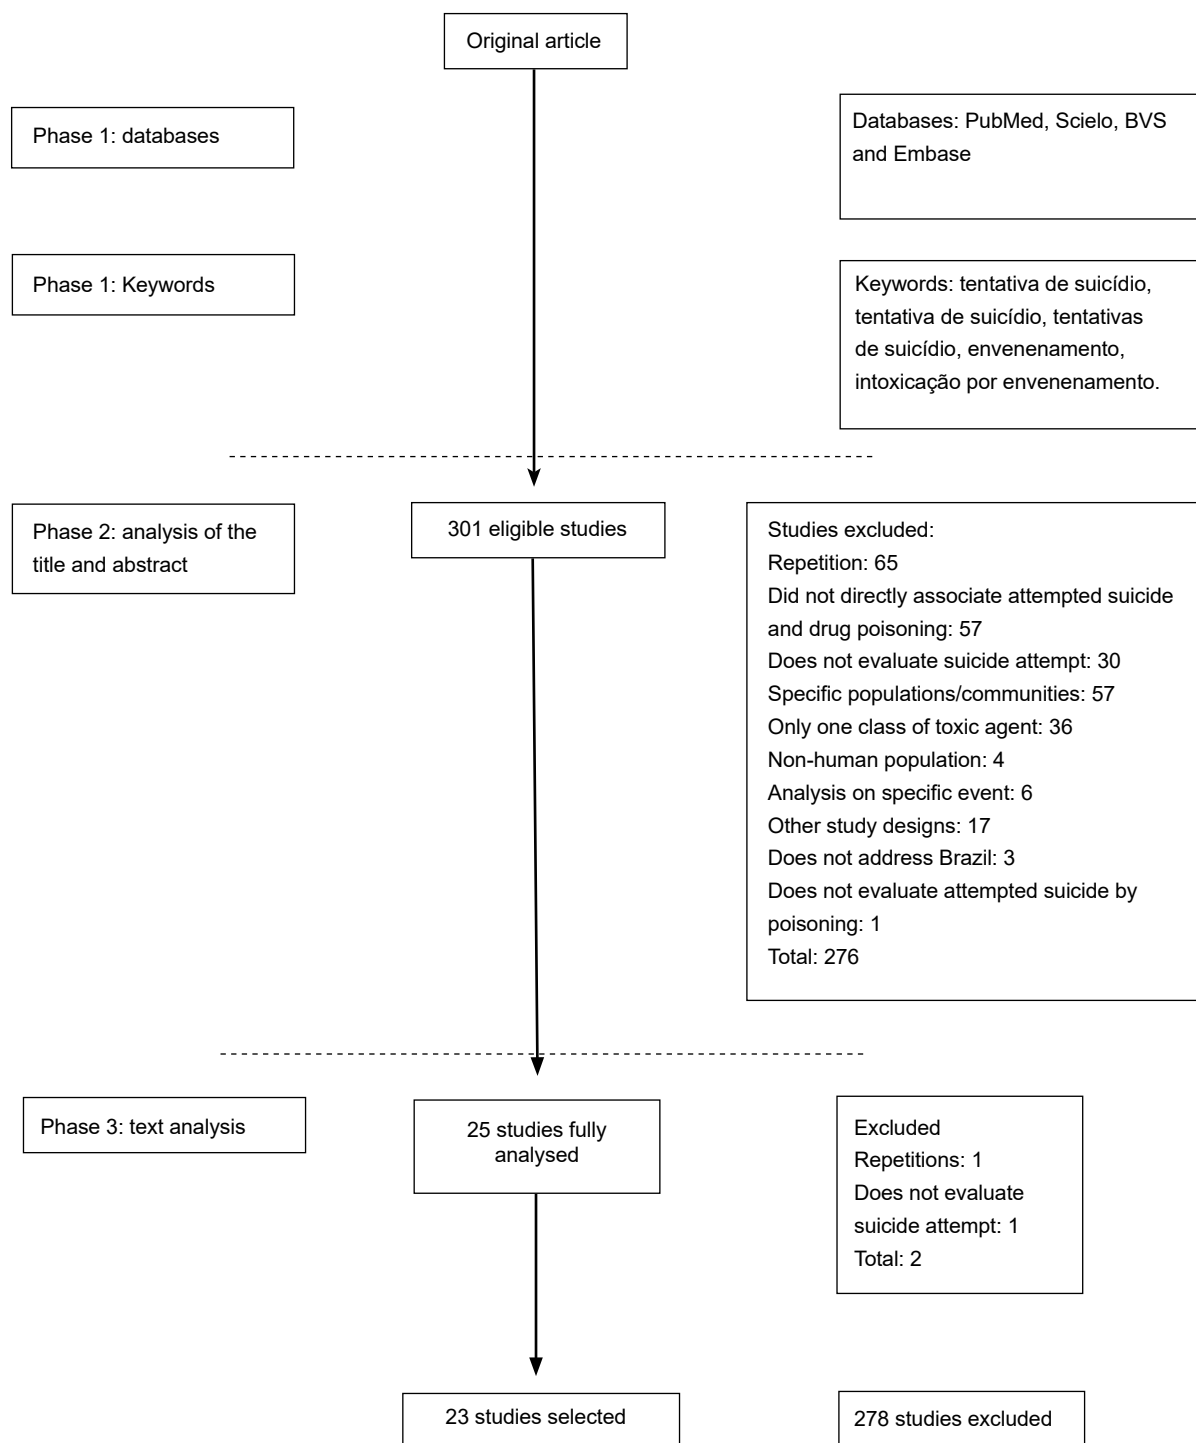 Original article
Phase 1: databases
Databases: PubMed, Scielo, BVS
and Embase
Phase 1: Keywords
Keywords: tentativa de suicídio,
tentativa de suicídio, tentativas
de suicídio, envenenamento,
intoxicação por envenenamento.
Phase 2: analysis of the
title and abstract
301 eligible studies
Studies excluded:
Repetition: 65
Did not directly associate attempted suicide
and drug poisoning: 57
Does not evaluate suicide attempt: 30
Specific populations/communities: 57
Only one class of toxic agent: 36
Non-human population: 4
Analysis on specific event: 6
Other study designs: 17
Does not address Brazil: 3
Does not evaluate attempted suicide by
poisoning: 1
Total: 276
Phase 3: text analysis
25 studies fully
analysed
Excluded
Repetitions: 1
Does not evaluate
suicide attempt: 1
Total: 2
23 studies selected
278 studies excluded